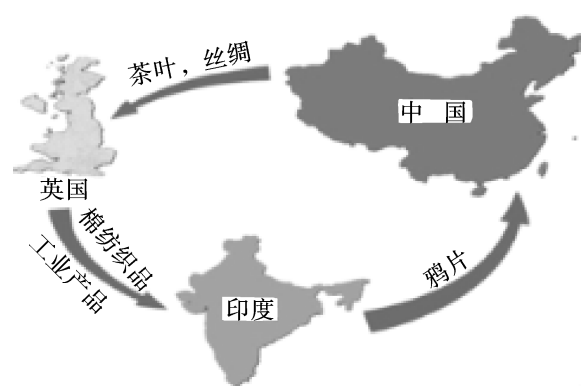 茶叶，丝绸
中 国
英国
棉纺织品
工业产品
印度
鸦片